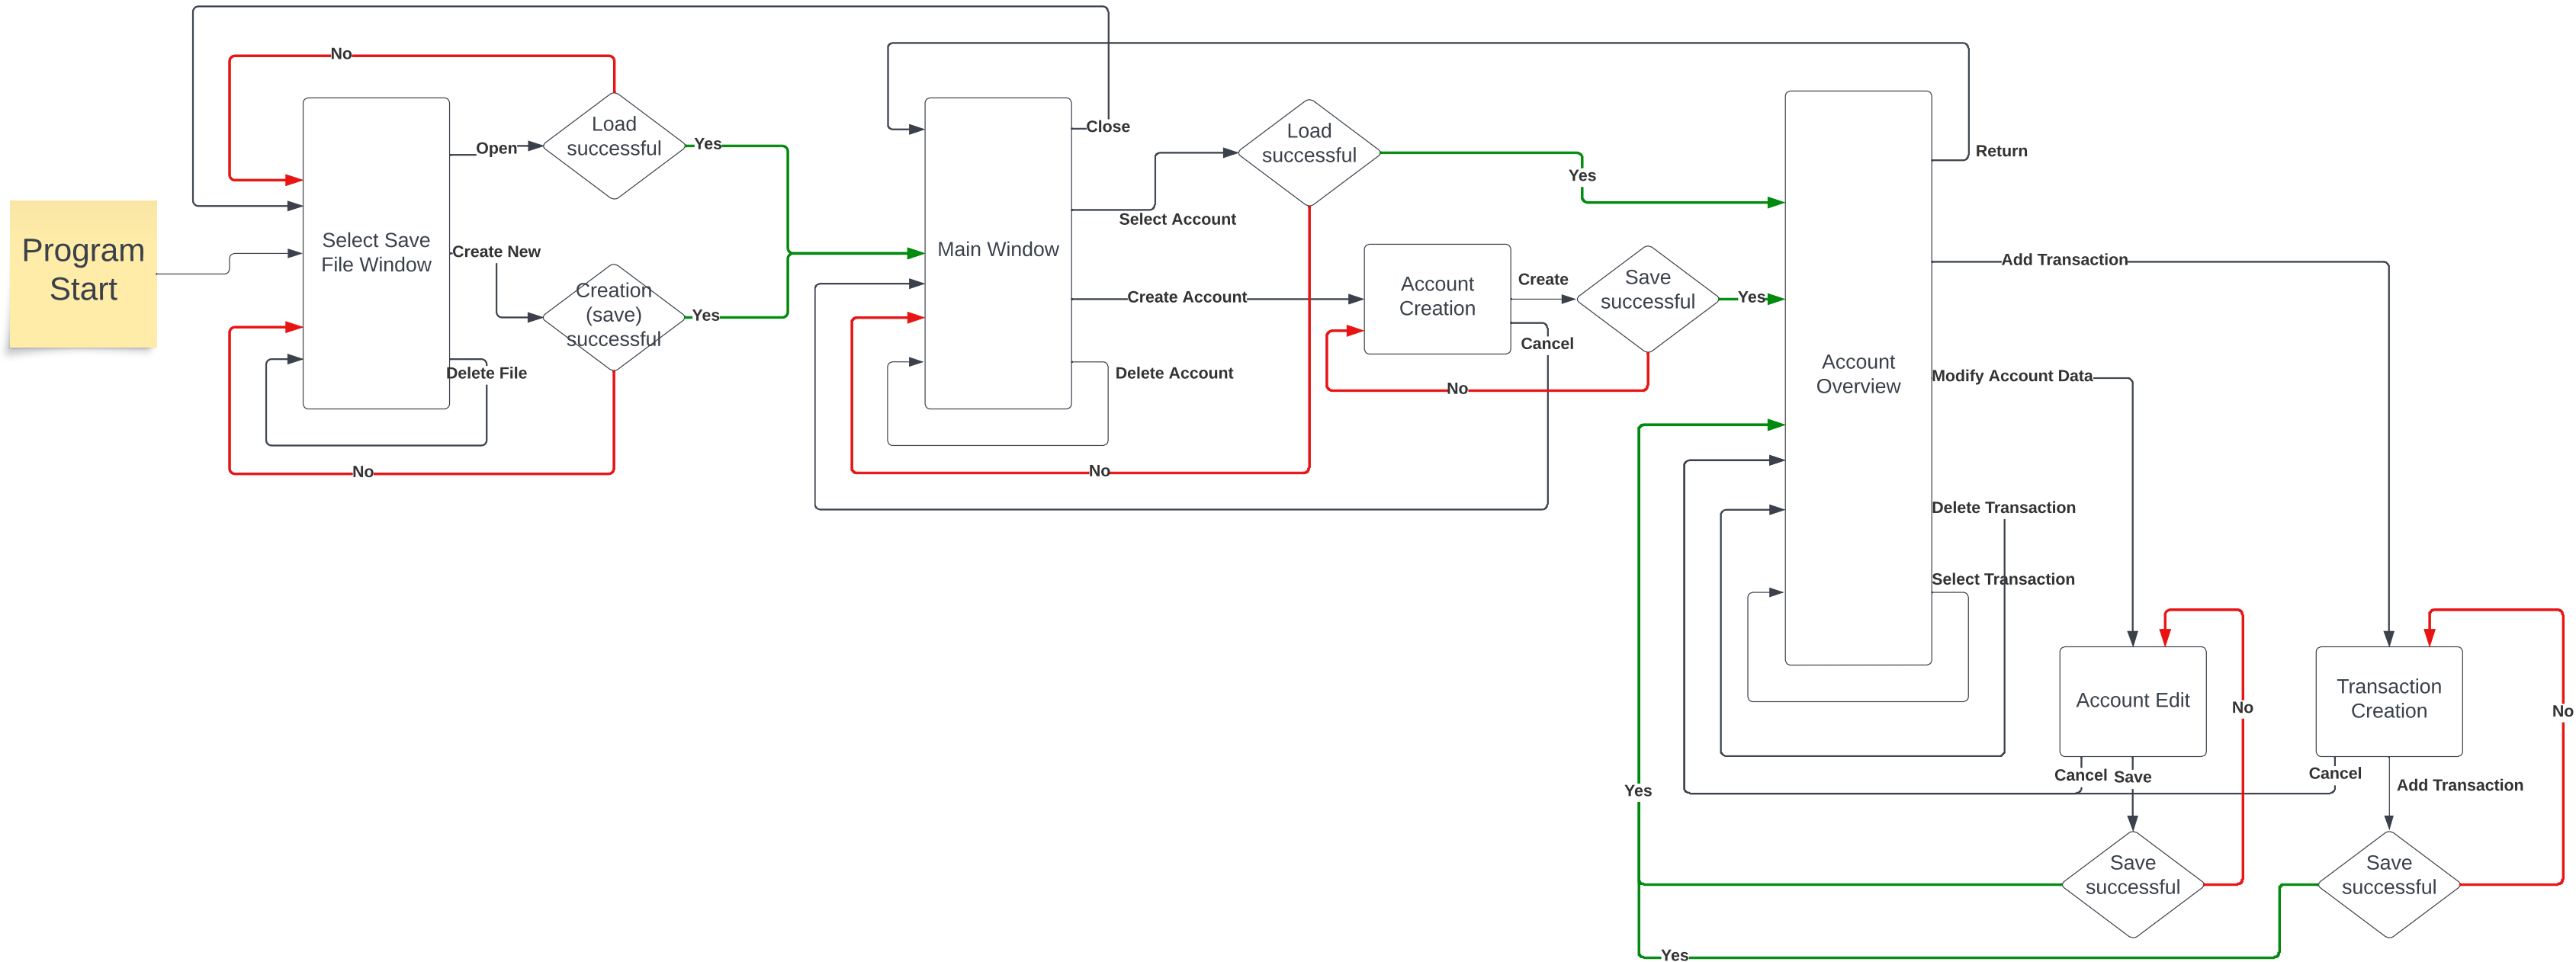 No
Load
successful
Open
Yes
Program
Start
Select Save
File Window
Create New
Creation
(save)
successful
Yes
Delete File
No
Close
Main Window
Load
successful
Select Account
Yes
Create Account
Account
Creation
Create
Save
successful
Yes
Cancel
No
Delete Account
No
Return
Add Transaction
Account
Overview
Modify Account Data
Delete Transaction
Select Transaction
Account Edit
No
Transaction
Creation
No
Cancel
Save
Cancel
Add Transaction
Yes
Save
successful
Save
successful
Yes